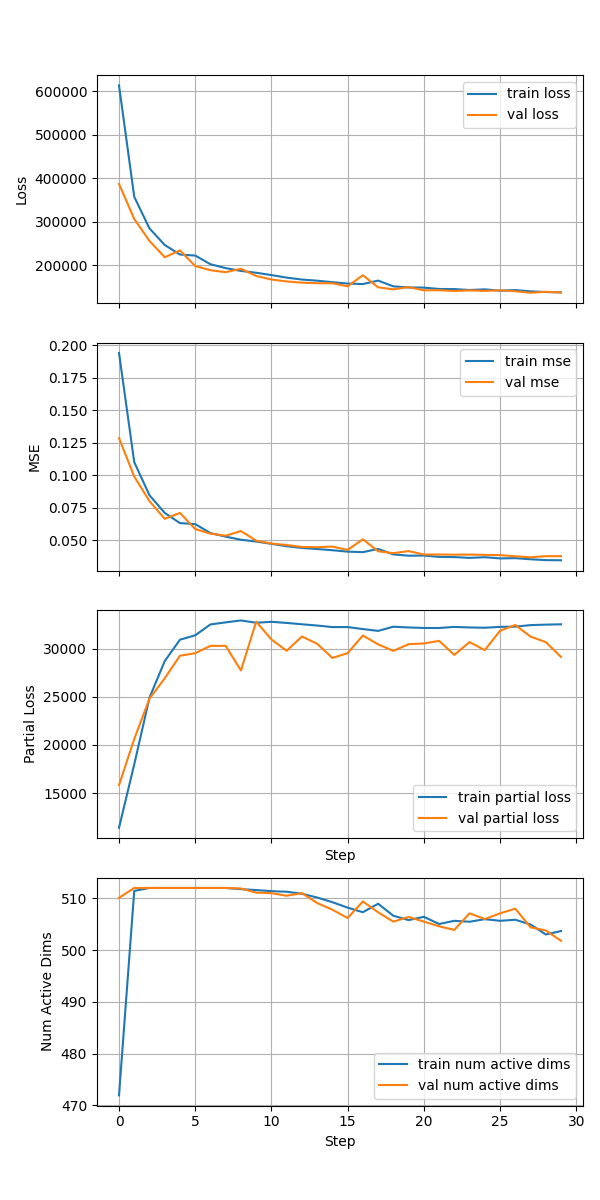 600000
500000
400000
300000
200000
Loss
train loss
val loss
0.200
0.175
0.150
0.125
0.100
0.075
0.050
MSE
train mse
val mse
30000
25000
20000
15000
Partial Loss
train partial loss
val partial loss
Step
510
500
490
480
470
Num Active Dims
train num active dims
val num active dims
0 5 10 15 20 25 30
Step